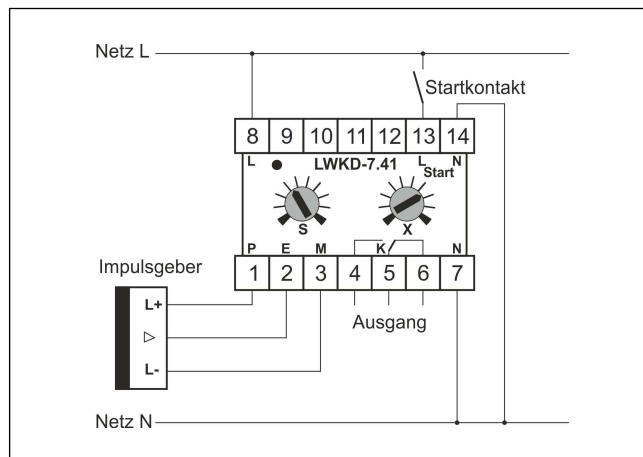 Netz L
Startkontakt
8 9 10 11 12 13 14
L LWKD-7.41 L N
Start
S X
P E M K N
Impulsgeber
1 2 3 4 5 6 7
L+
Ausgang
▷
L-
Netz N